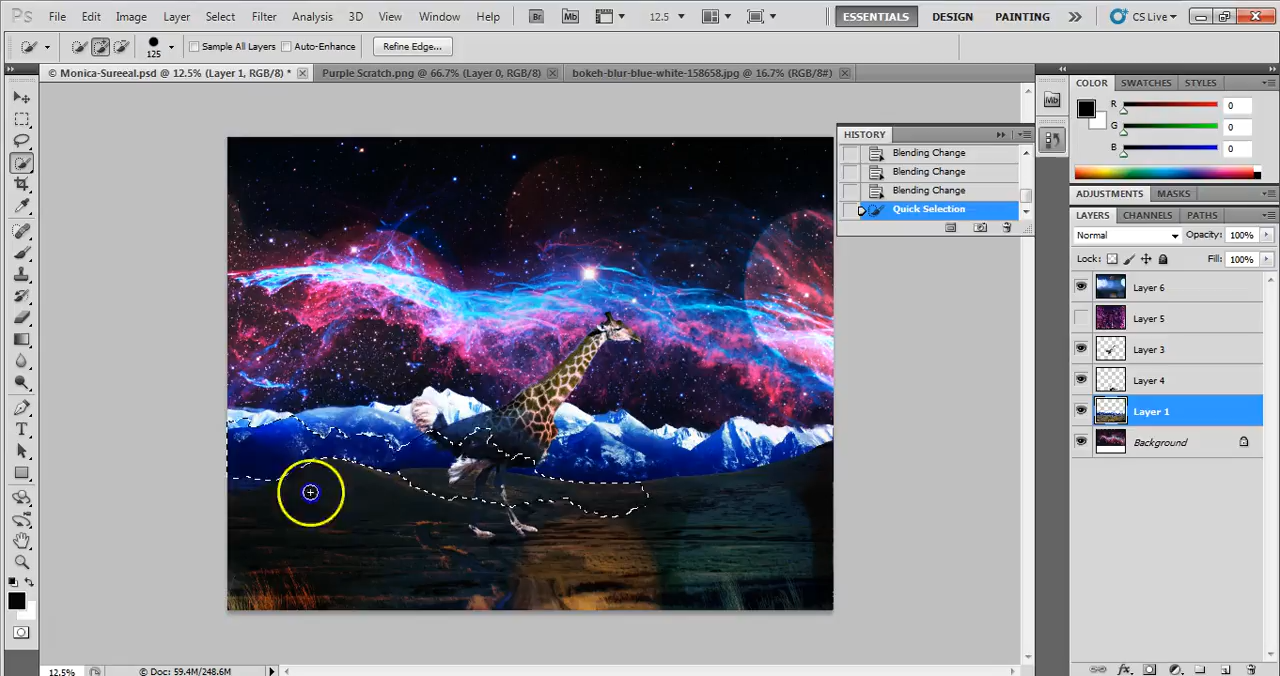 Ps File Edit Image Layer Select Filter Analysis 3D View Window Help Br Mb 12.5 ESSENTIALS DESIGN PAINTING CS Live
125 Sample All Layers Auto-Enhance Refine Edge...
© Monica-Sureeal.psd @ 12.5% (Layer 1, RGB/8) * Purple Scratch.png @ 66.7% (Layer 0, RGB/8) bokeh-blur-blue-white-158658.jpg @ 16.7% (RGB/8#)
HISTORY
Blending Change
Blending Change
Blending Change
Quick Selection
Mb
COLOR SWATCHES STYLES
R 0
G 0
B 0
ADJUSTMENTS MASKS
LAYERS CHANNELS PATHS
Normal Opacity: 100%
Lock: Fill: 100%
Layer 6
Layer 5
Layer 3
Layer 4
Layer 1
Background
T
fx
12.5% © Doc: 59.4M/248.6M